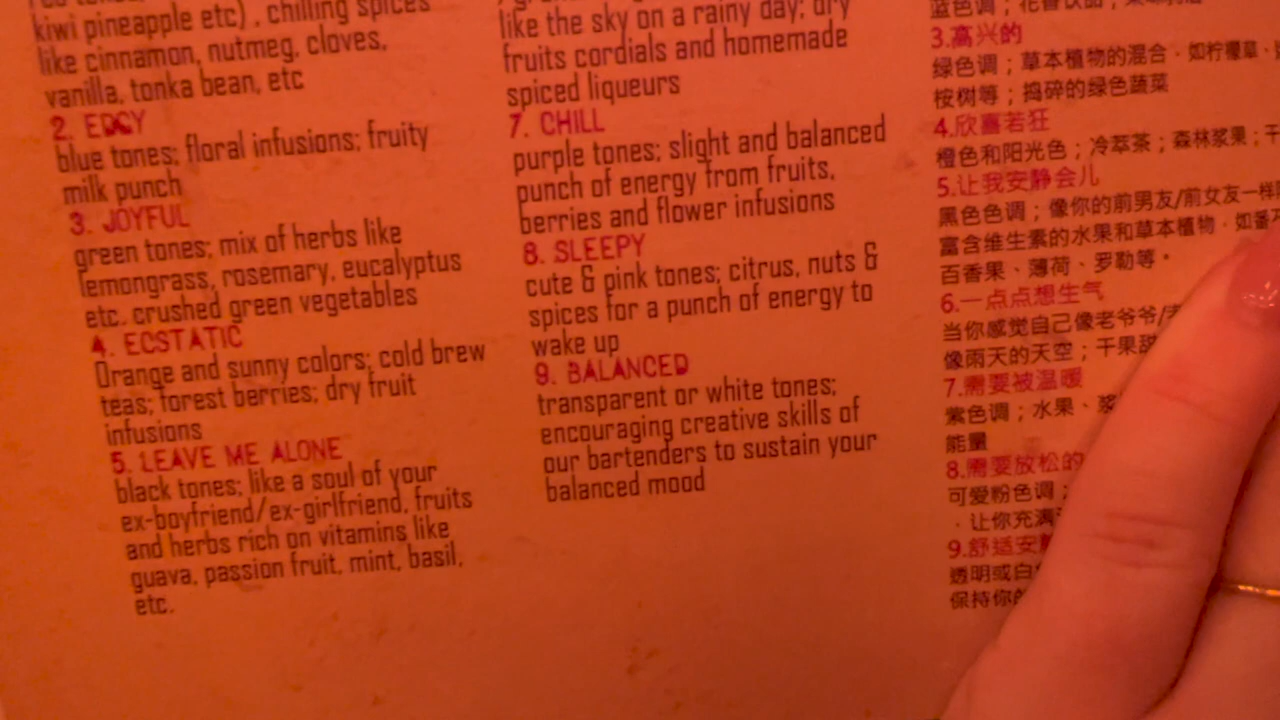 kiwi pineapple etc) , chilling spices
like cinnamon, nutmeg, cloves,
vanilla, tonka bean, etc
2. EDGY
blue tones; floral infusions; fruity
milk punch
3. JOYFUL
green tones; mix of herbs like
lemongrass, rosemary, eucalyptus
etc. crushed green vegetables
4. ECSTATIC
Orange and sunny colors; cold brew
teas; forest berries; dry fruit
infusions
5. LEAVE ME ALONE
black tones; like a soul of your
ex-boyfriend/ex-girlfriend, fruits
and herbs rich on vitamins like
guava, passion fruit, mint, basil,
etc.
like the sky on a rainy day; dry
fruits cordials and homemade
spiced liqueurs
7. CHILL
purple tones; slight and balanced
punch of energy from fruits,
berries and flower infusions
8. SLEEPY
cute & pink tones; citrus, nuts &
spices for a punch of energy to
wake up
9. BALANCED
transparent or white tones;
encouraging creative skills of
our bartenders to sustain your
balanced mood
3.高兴的
绿色调；草本植物的混合，如柠檬草、
桉树等；捣碎的绿色蔬菜
4.欣喜若狂
橙色和阳光色；冷萃茶；森林浆果；干
5.让我安静会儿
黑色色调；像你的前男友/前女友一样
富含维生素的水果和草本植物，如番
百香果、薄荷、罗勒等。
6.一点点想生气
当你感觉自己像老爷爷/
像雨天的天空；干果甜
7.需要被温暖
紫色调；水果、浆
能量
8.需要放松的
可爱粉色调；
，让你充满
9.舒适安
透明或白
保持你的